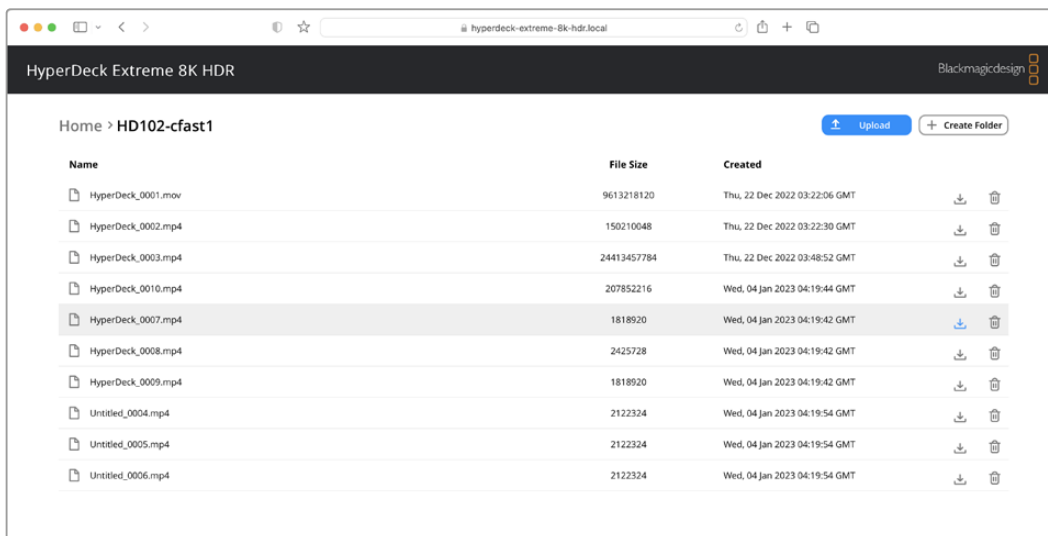 hyperdeck-extreme-8k-hdr.local
HyperDeck Extreme 8K HDR
Blackmagicdesign
Home > HD102-cfast1
Upload
+ Create Folder
Name File Size Created
HyperDeck_0001.mov 9613218120 Thu, 22 Dec 2022 03:22:06 GMT
HyperDeck_0002.mp4 150210048 Thu, 22 Dec 2022 03:22:30 GMT
HyperDeck_0003.mp4 24413457784 Thu, 22 Dec 2022 03:48:52 GMT
HyperDeck_0010.mp4 207852216 Wed, 04 Jan 2023 04:19:44 GMT
HyperDeck_0007.mp4 1818920 Wed, 04 Jan 2023 04:19:42 GMT
HyperDeck_0008.mp4 2425728 Wed, 04 Jan 2023 04:19:42 GMT
HyperDeck_0009.mp4 1818920 Wed, 04 Jan 2023 04:19:42 GMT
Untitled_0004.mp4 2122324 Wed, 04 Jan 2023 04:19:54 GMT
Untitled_0005.mp4 2122324 Wed, 04 Jan 2023 04:19:54 GMT
Untitled_0006.mp4 2122324 Wed, 04 Jan 2023 04:19:54 GMT